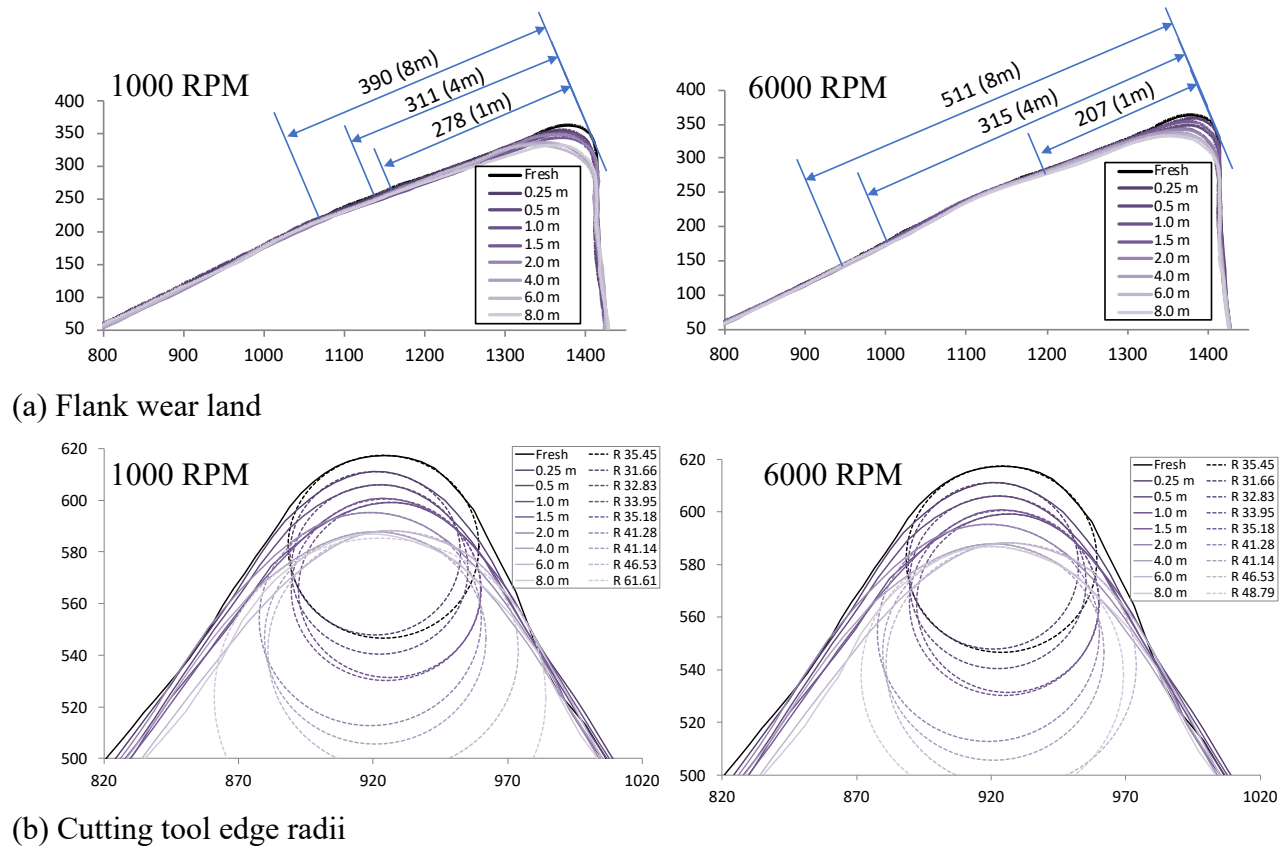 1000 RPM
390 (8m)
311 (4m)
278 (1m)
400
350
300
250
200
150
100
50
800 900 1000 1100 1200 1300 1400
Fresh
0.25 m
0.5 m
1.0 m
1.5 m
2.0 m
4.0 m
6.0 m
8.0 m
6000 RPM
511 (8m)
315 (4m)
207 (1m)
400
350
300
250
200
150
100
50
800 900 1000 1100 1200 1300 1400
Fresh
0.25 m
0.5 m
1.0 m
1.5 m
2.0 m
4.0 m
6.0 m
8.0 m
(a) Flank wear land
1000 RPM
620
600
580
560
540
520
500
820 870 920 970 1020
Fresh R 35.45
0.25 m R 31.66
0.5 m R 32.83
1.0 m R 33.95
1.5 m R 35.18
2.0 m R 41.28
4.0 m R 41.14
6.0 m R 46.53
8.0 m R 61.61
6000 RPM
620
600
580
560
540
520
500
820 870 920 970 1020
Fresh R 35.45
0.25 m R 31.66
0.5 m R 32.83
1.0 m R 33.95
1.5 m R 35.18
2.0 m R 41.28
4.0 m R 41.14
6.0 m R 46.53
8.0 m R 48.79
(b) Cutting tool edge radii